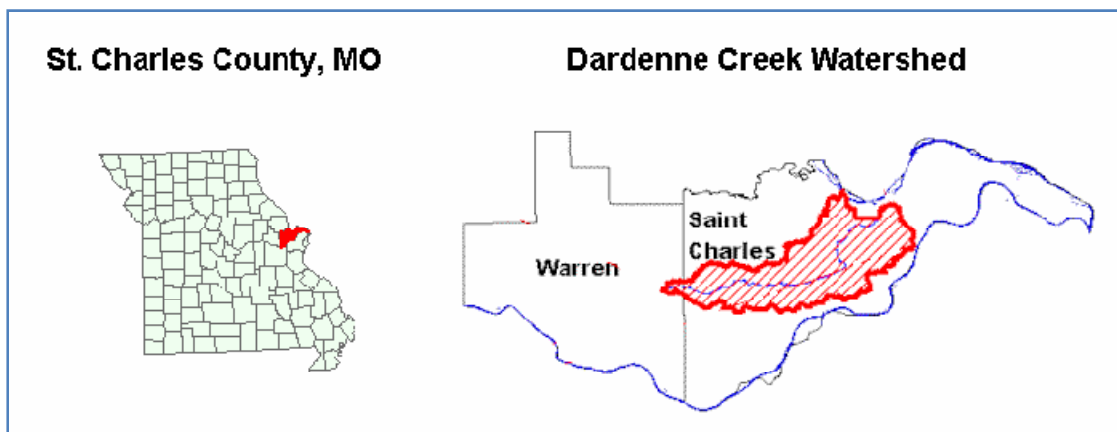 St. Charles County, MO
Dardenne Creek Watershed
Saint
Charles
Warren